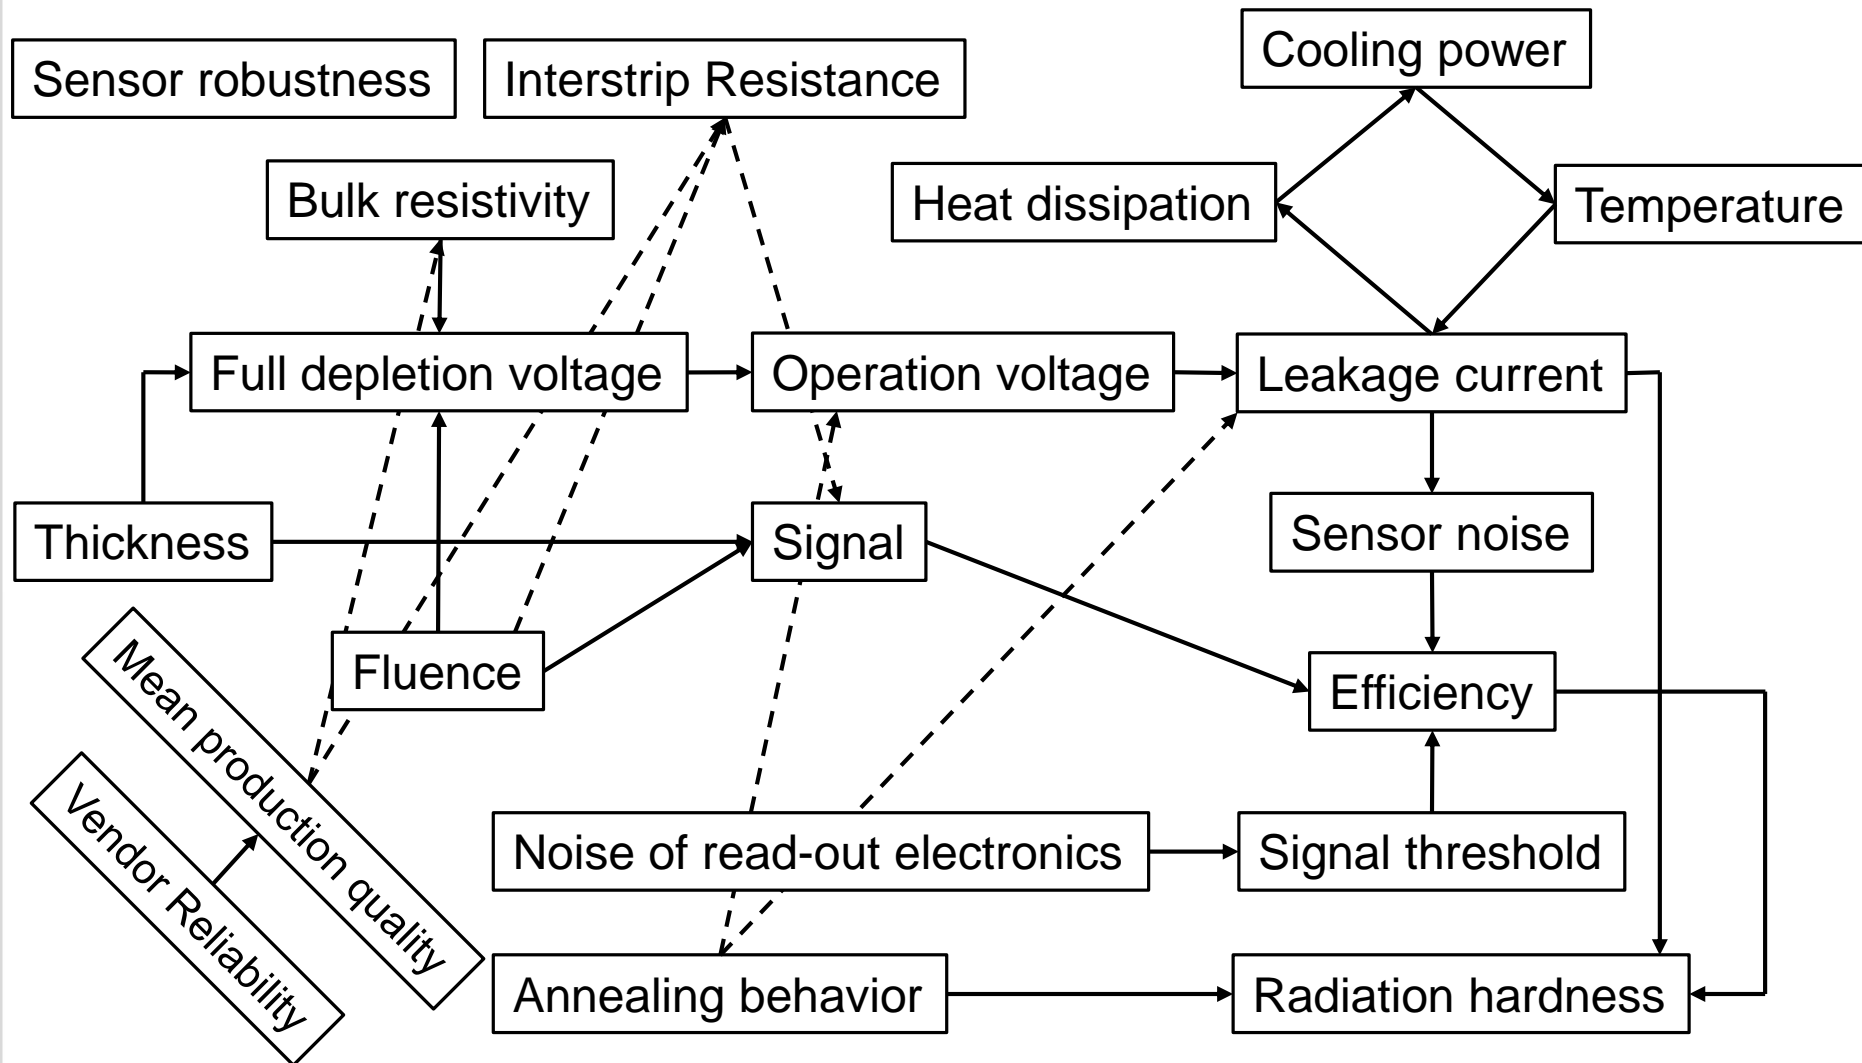 Cooling power
Sensor robustness
Interstrip Resistance
Bulk resistivity
Heat dissipation
Temperature
Full depletion voltage
Operation voltage
Leakage current
Thickness
Signal
Sensor noise
Fluence
Efficiency
Mean production quality
Vendor Reliability
Noise of read-out electronics
Signal threshold
Annealing behavior
Radiation hardness